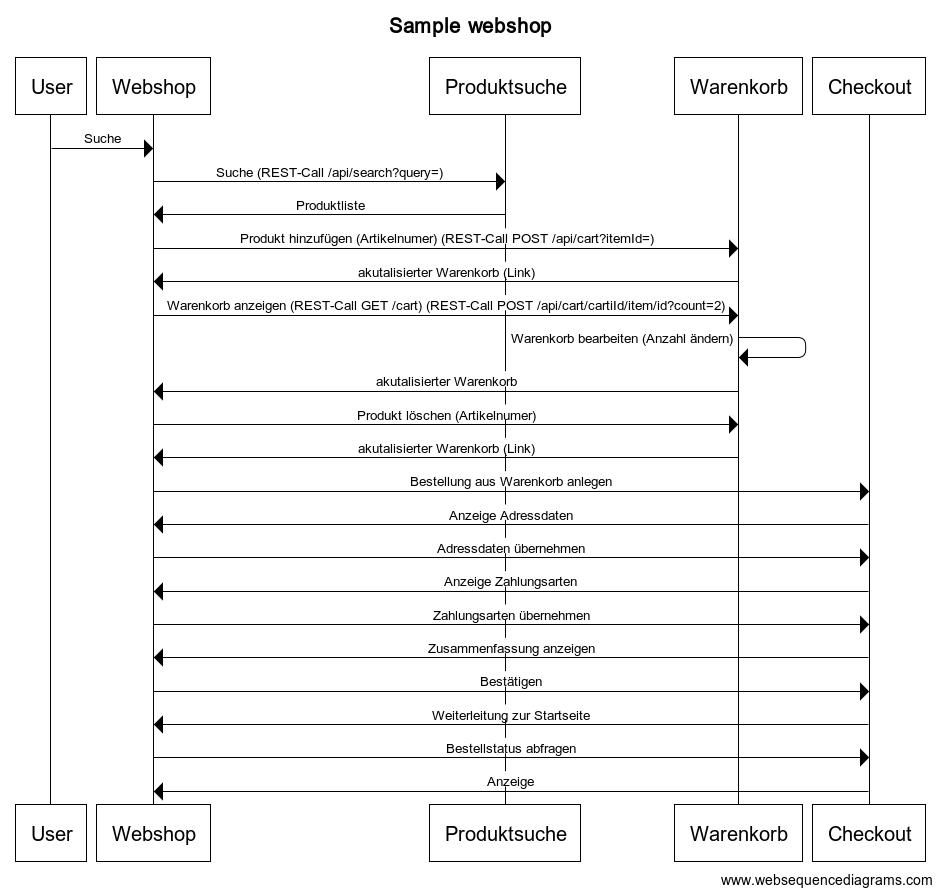 Sample webshop
User
Webshop
Produktsuche
Warenkorb
Checkout
Suche
Suche (REST-Call /api/search?query=)
Produktliste
Produkt hinzufügen (Artikelnumer) (REST-Call POST /api/cart?itemId=)
akutalisierter Warenkorb (Link)
Warenkorb anzeigen (REST-Call GET /cart) (REST-Call POST /api/cart/cartiId/item/id?count=2)
Warenkorb bearbeiten (Anzahl ändern)
akutalisierter Warenkorb
Produkt löschen (Artikelnumer)
akutalisierter Warenkorb (Link)
Bestellung aus Warenkorb anlegen
Anzeige Adressdaten
Adressdaten übernehmen
Anzeige Zahlungsarten
Zahlungsarten übernehmen
Zusammenfassung anzeigen
Bestätigen
Weiterleitung zur Startseite
Bestellstatus abfragen
Anzeige
User
Webshop
Produktsuche
Warenkorb
Checkout
www.websequencediagrams.com